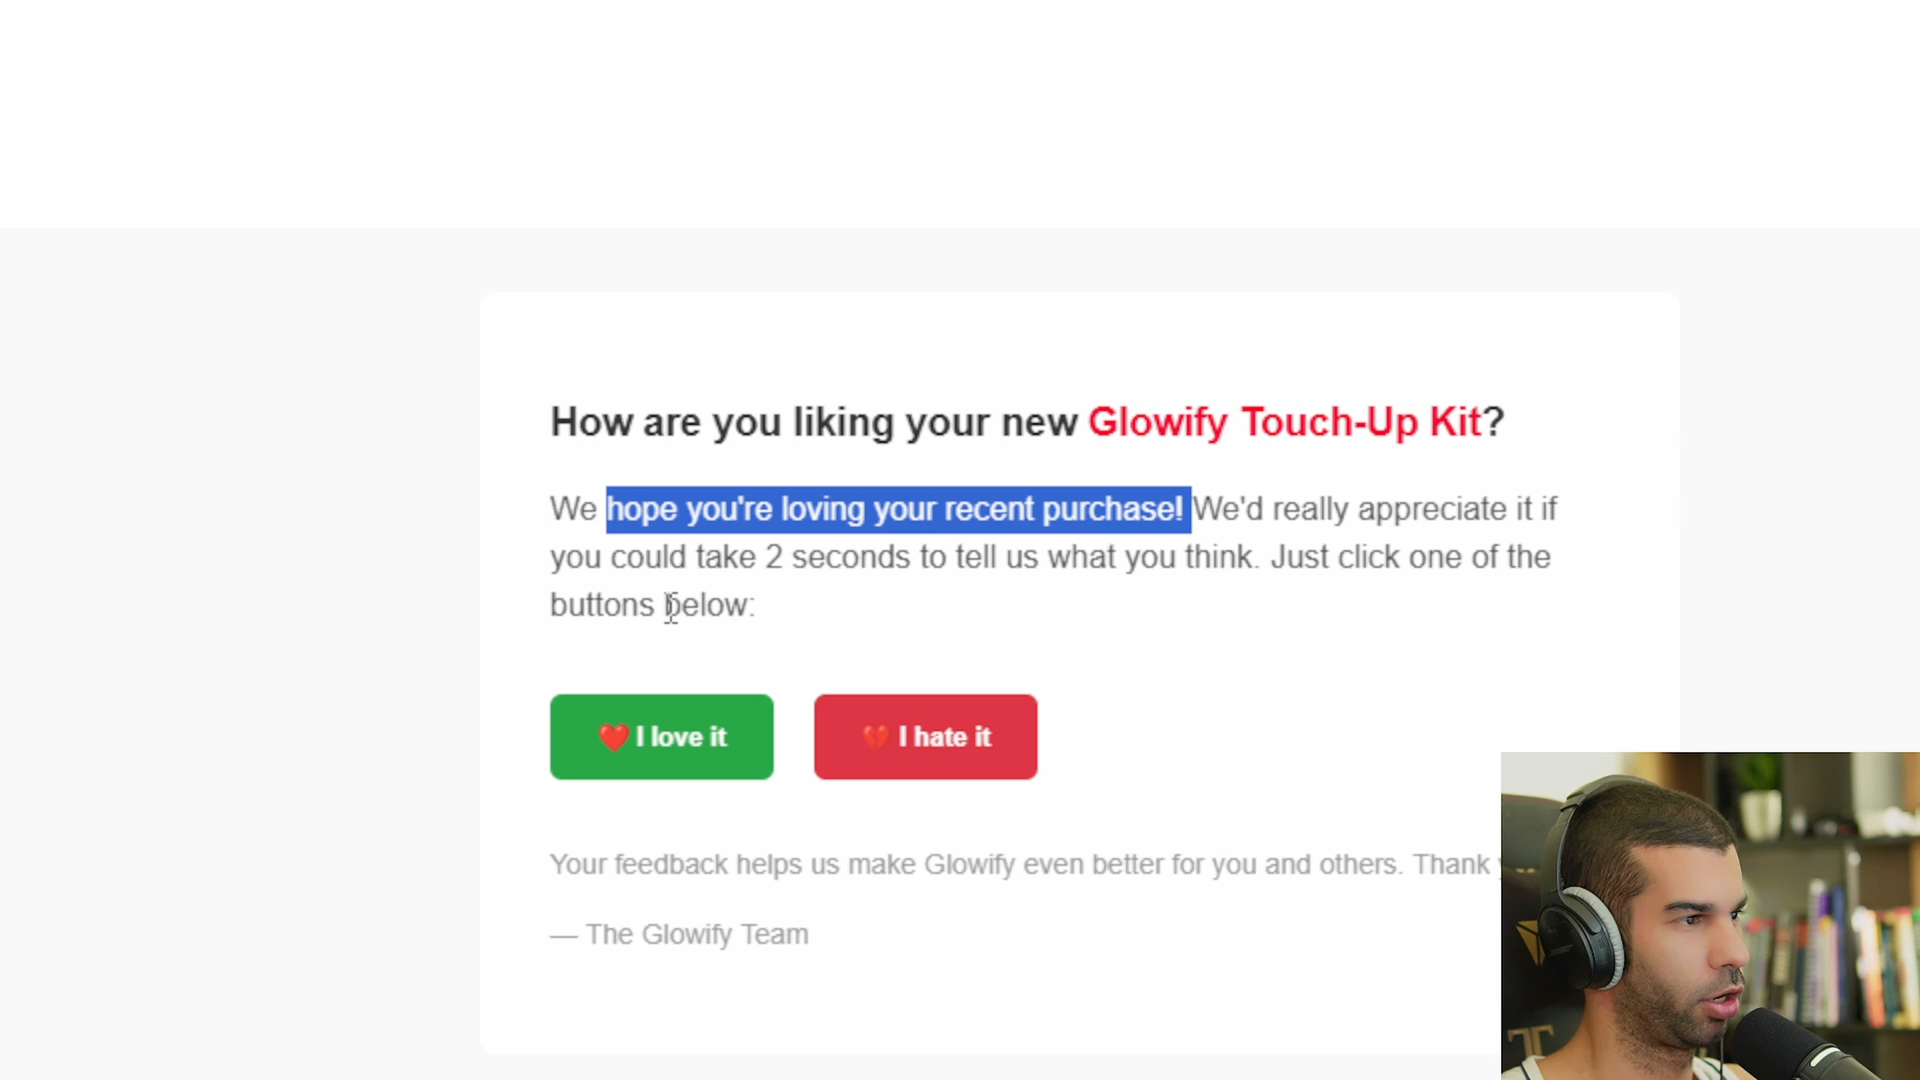 How are you liking your new Glowify Touch-Up Kit?
We hope you're loving your recent purchase! We'd really appreciate it if
you could take 2 seconds to tell us what you think. Just click one of the
buttons below:
❤️ I love it 💔 I hate it
Your feedback helps us make Glowify even better for you and others. Thank
— The Glowify Team